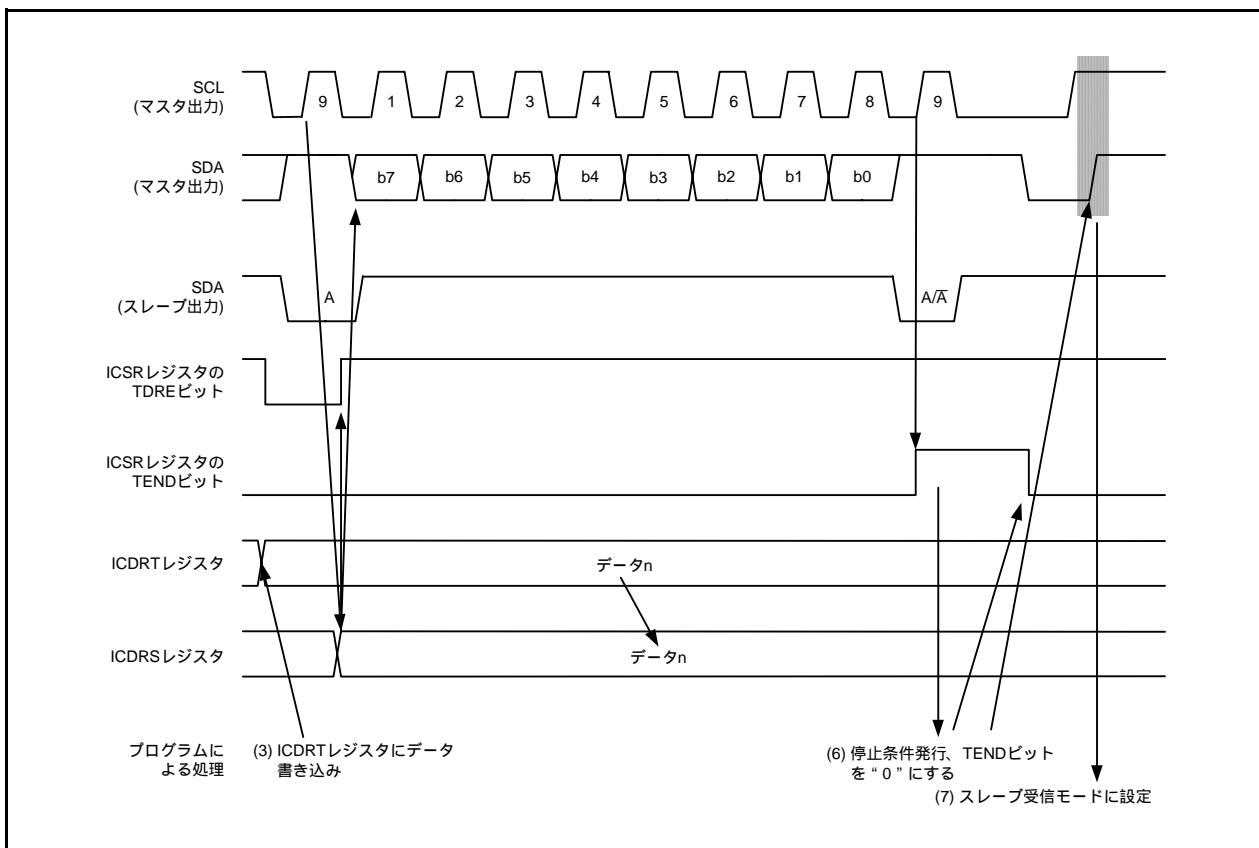 SCL
(マスタ出力)
9 1 2 3 4 5 6 7 8 9
SDA
(マスタ出力)
b7 b6 b5 b4 b3 b2 b1 b0
SDA
(スレーブ出力)
A A/A̅
ICSRレジスタの
TDREビット
ICSRレジスタの
TENDビット
ICDRTレジスタ
データn
ICDRSレジスタ
データn
プログラムに
よる処理
(3) ICDRTレジスタにデータ
書き込み
(6) 停止条件発行、TENDビット
を“0”にする
(7) スレーブ受信モードに設定